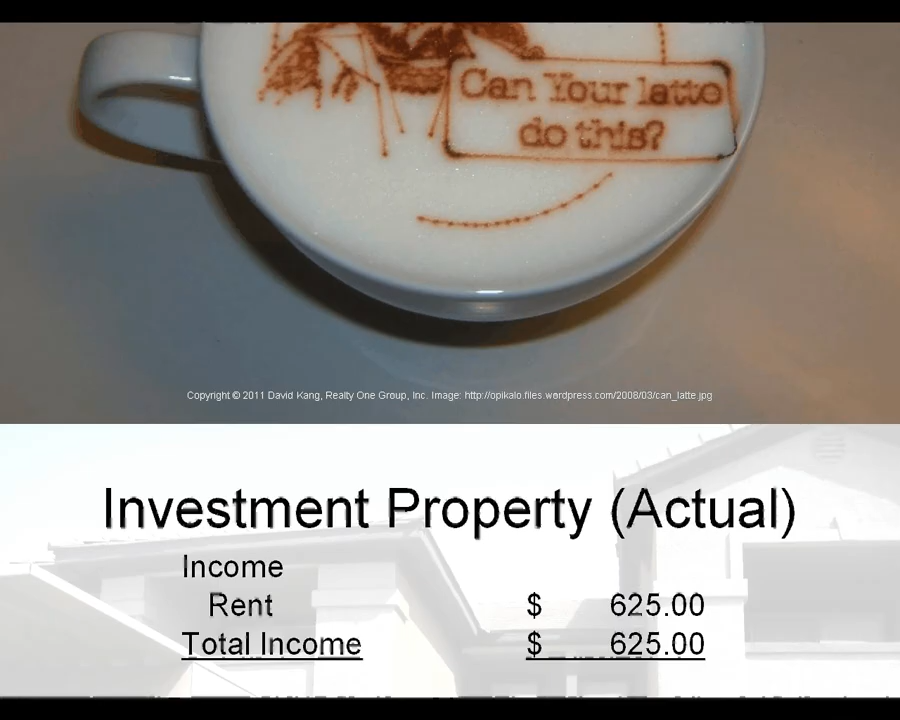 Can Your latte
do this?
Copyright © 2011 David Kang, Realty One Group, Inc. Image: http://opikalo.files.wordpress.com/2008/03/can_latte.jpg
Investment Property (Actual)
Income
Rent $ 625.00
Total Income $ 625.00